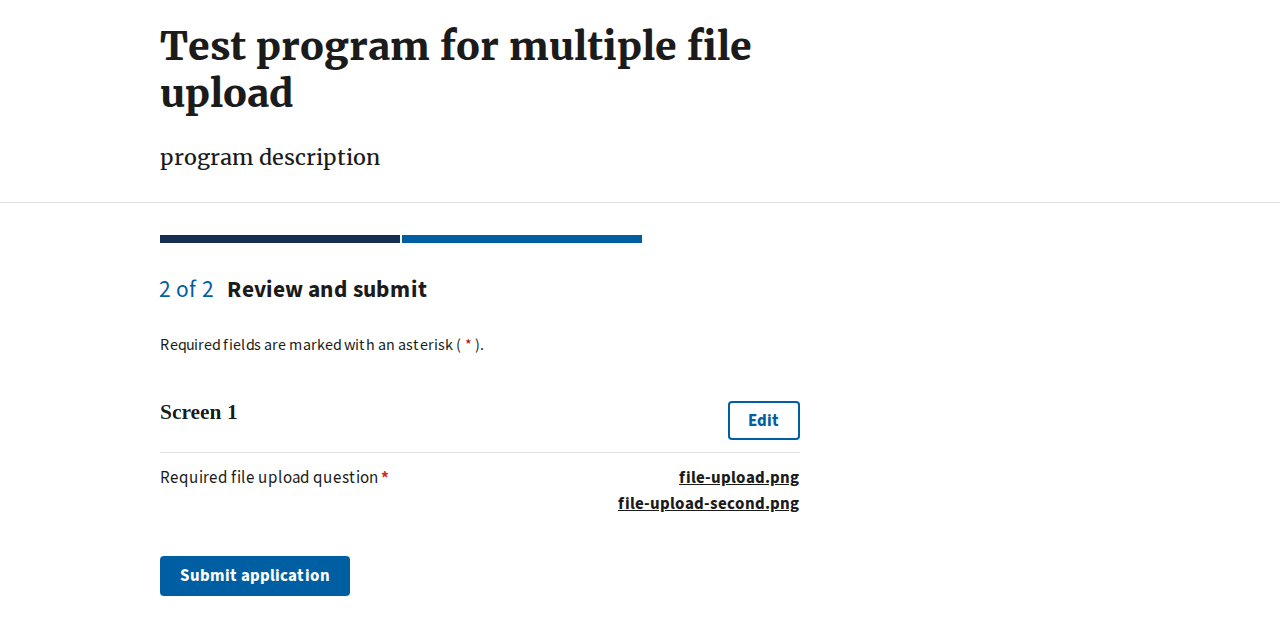 Test program for multiple file
upload
program description
2 of 2 Review and submit
Required fields are marked with an asterisk ( * ).
Screen 1
Edit
Required file upload question *
file-upload.png
file-upload-second.png
Submit application